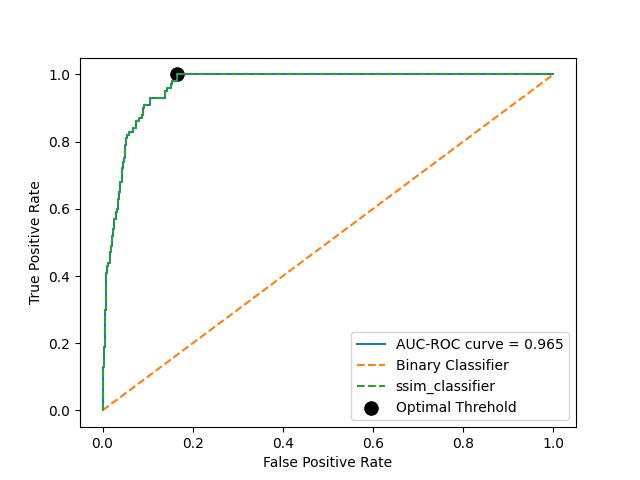 1.0
0.8
0.6
0.4
0.2
0.0
True Positive Rate
0.0 0.2 0.4 0.6 0.8 1.0
False Positive Rate
AUC-ROC curve = 0.965
Binary Classifier
ssim_classifier
Optimal Threhold